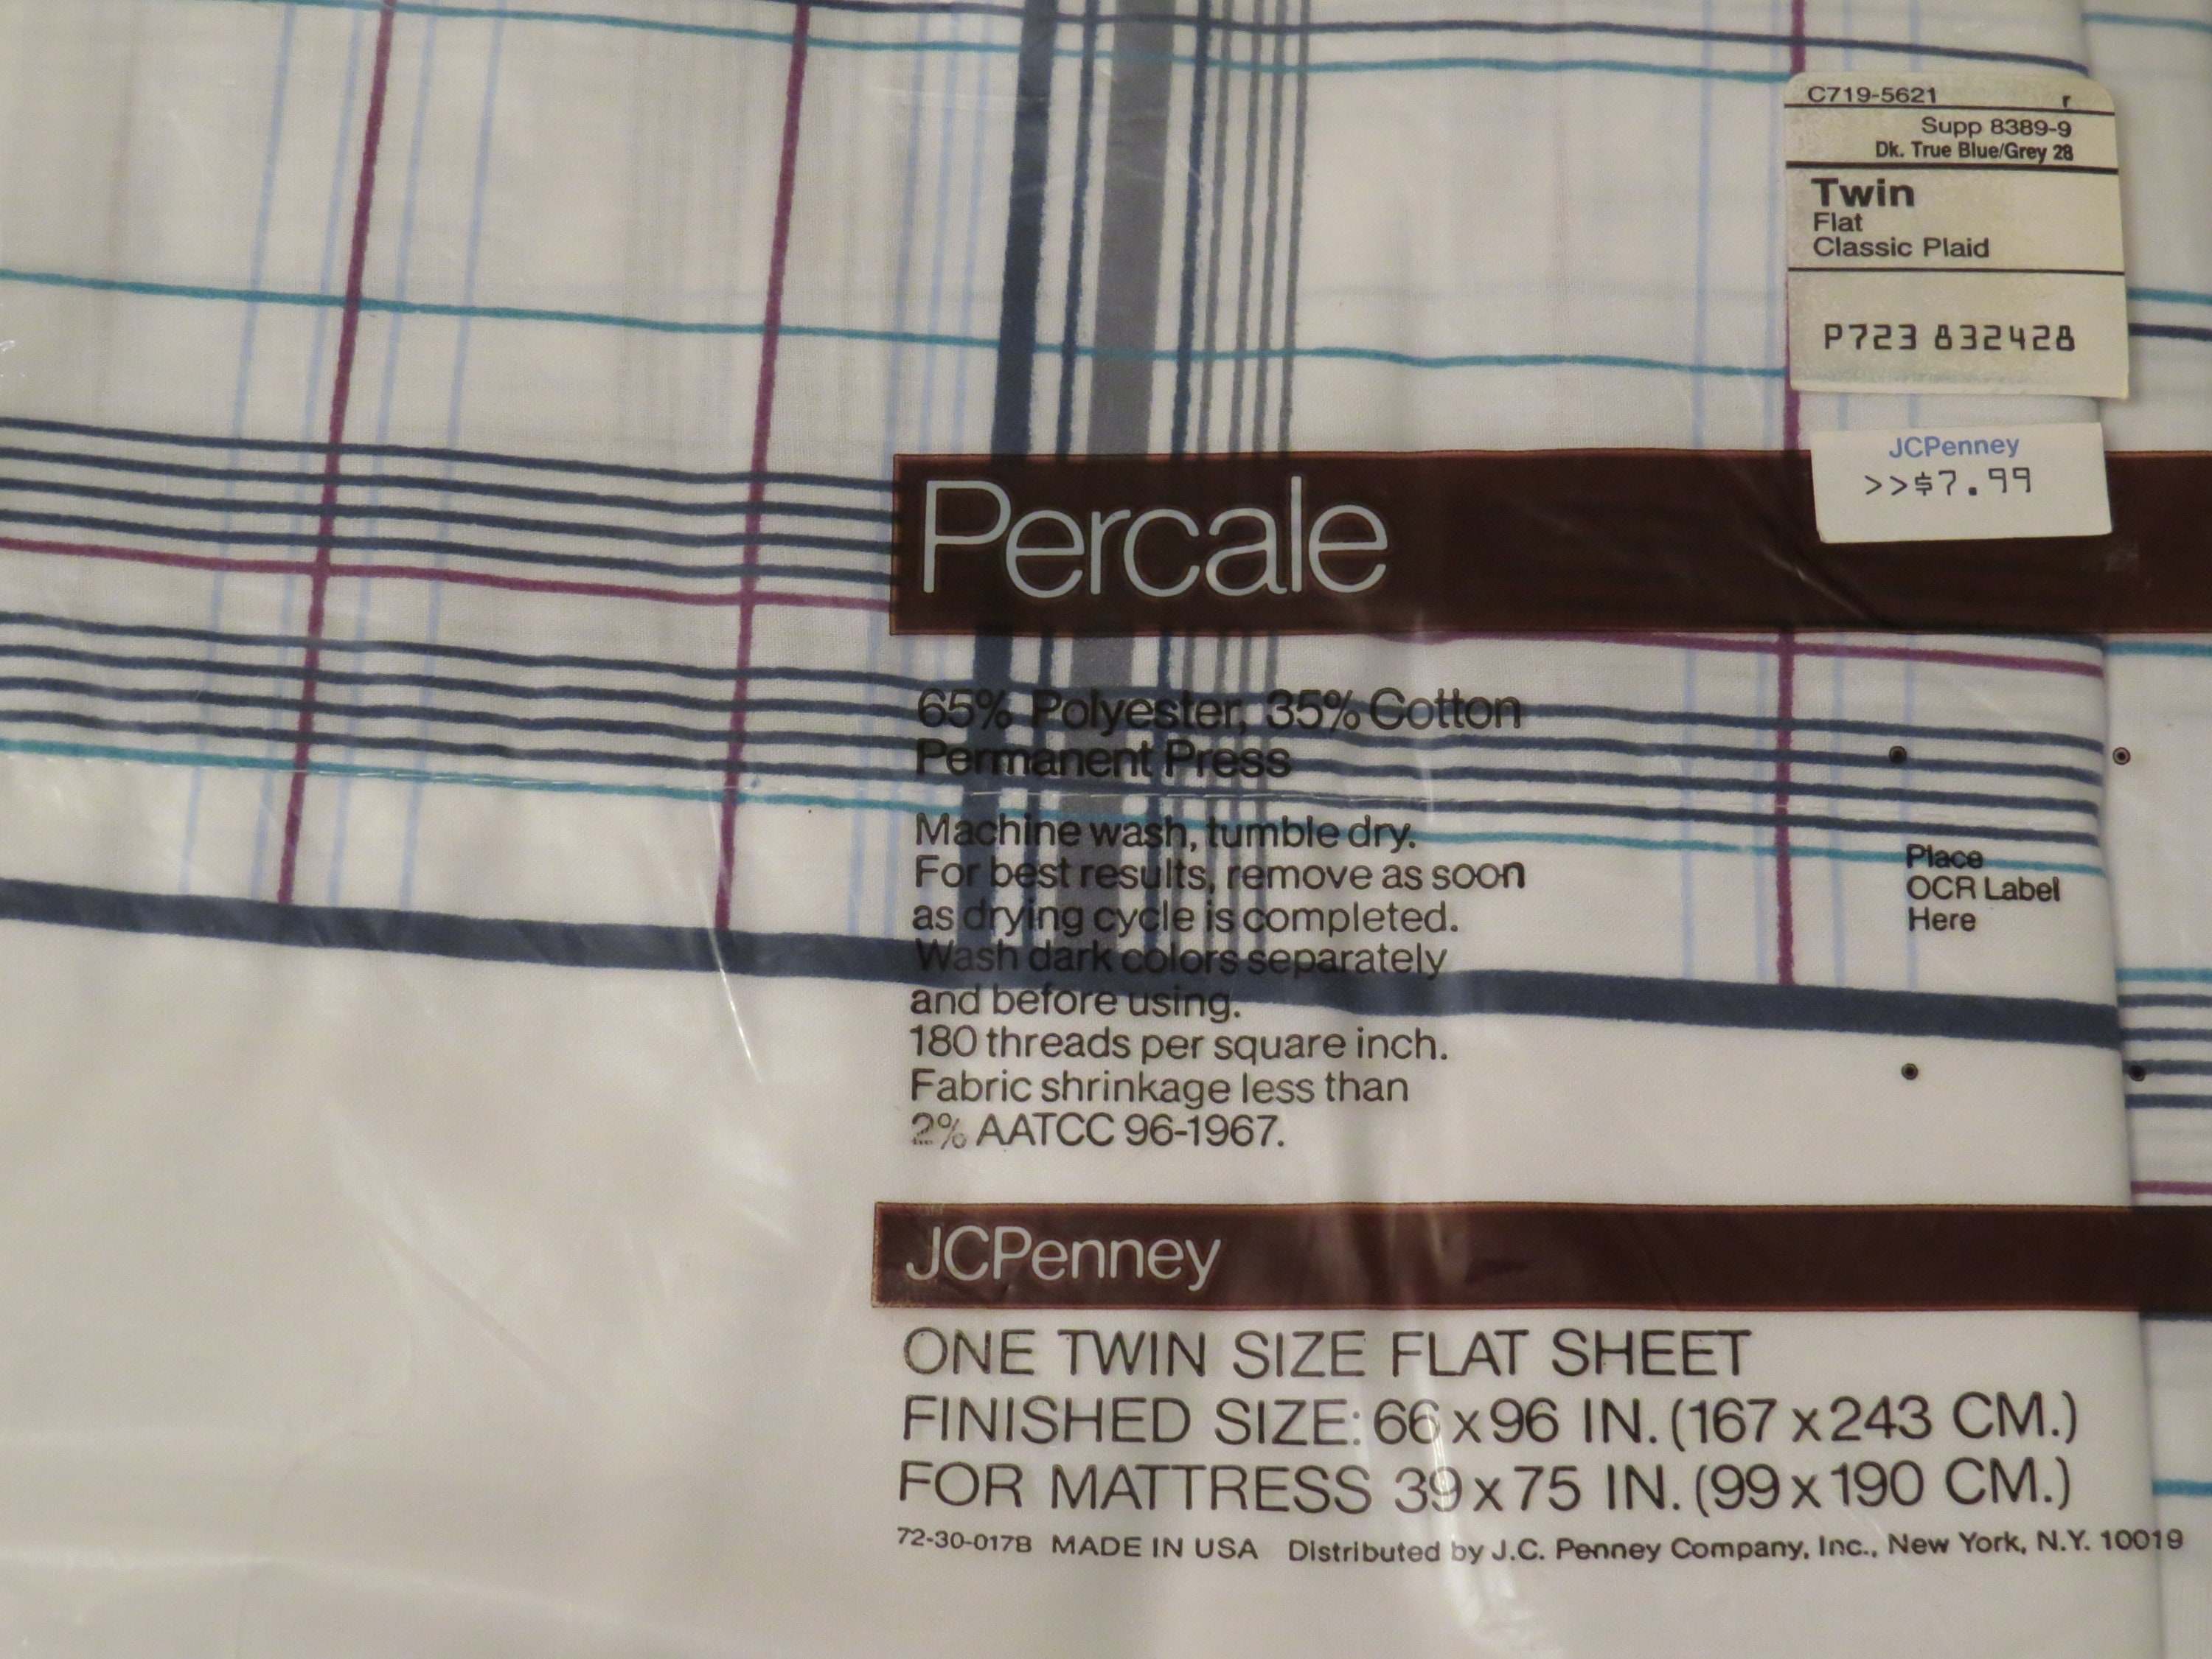 C719-5621 r
Supp 8389-9
Dk. True Blue/Grey 28
Twin
Flat
Classic Plaid
P723 832428
JCPenney
>>$7.99
Percale
65% Polyester, 35% Cotton
Permanent Press
Machine wash, tumble dry.
For best results, remove as soon
as drying cycle is completed.
Wash dark colors separately
and before using.
180 threads per square inch.
Fabric shrinkage less than
2% AATCC 96-1967.
Place
OCR Label
Here
JCPenney
ONE TWIN SIZE FLAT SHEET
FINISHED SIZE: 66 x 96 IN. (167 x 243 CM.)
FOR MATTRESS 39 x 75 IN. (99 x 190 CM.)
72-30-017B MADE IN USA Distributed by J.C. Penney Company, Inc., New York, N.Y. 10019